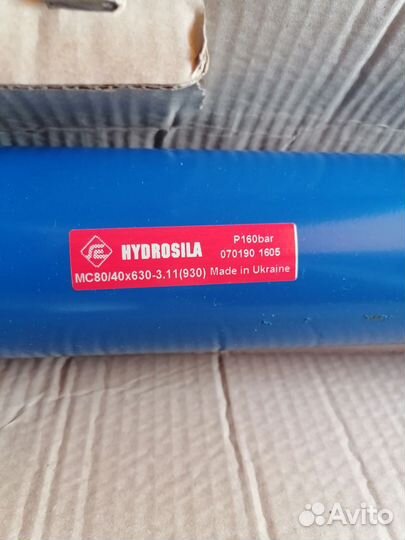 HYDROSILA
P160bar
070190 1605
MC80/40x630-3.11(930) Made in Ukraine
Avito